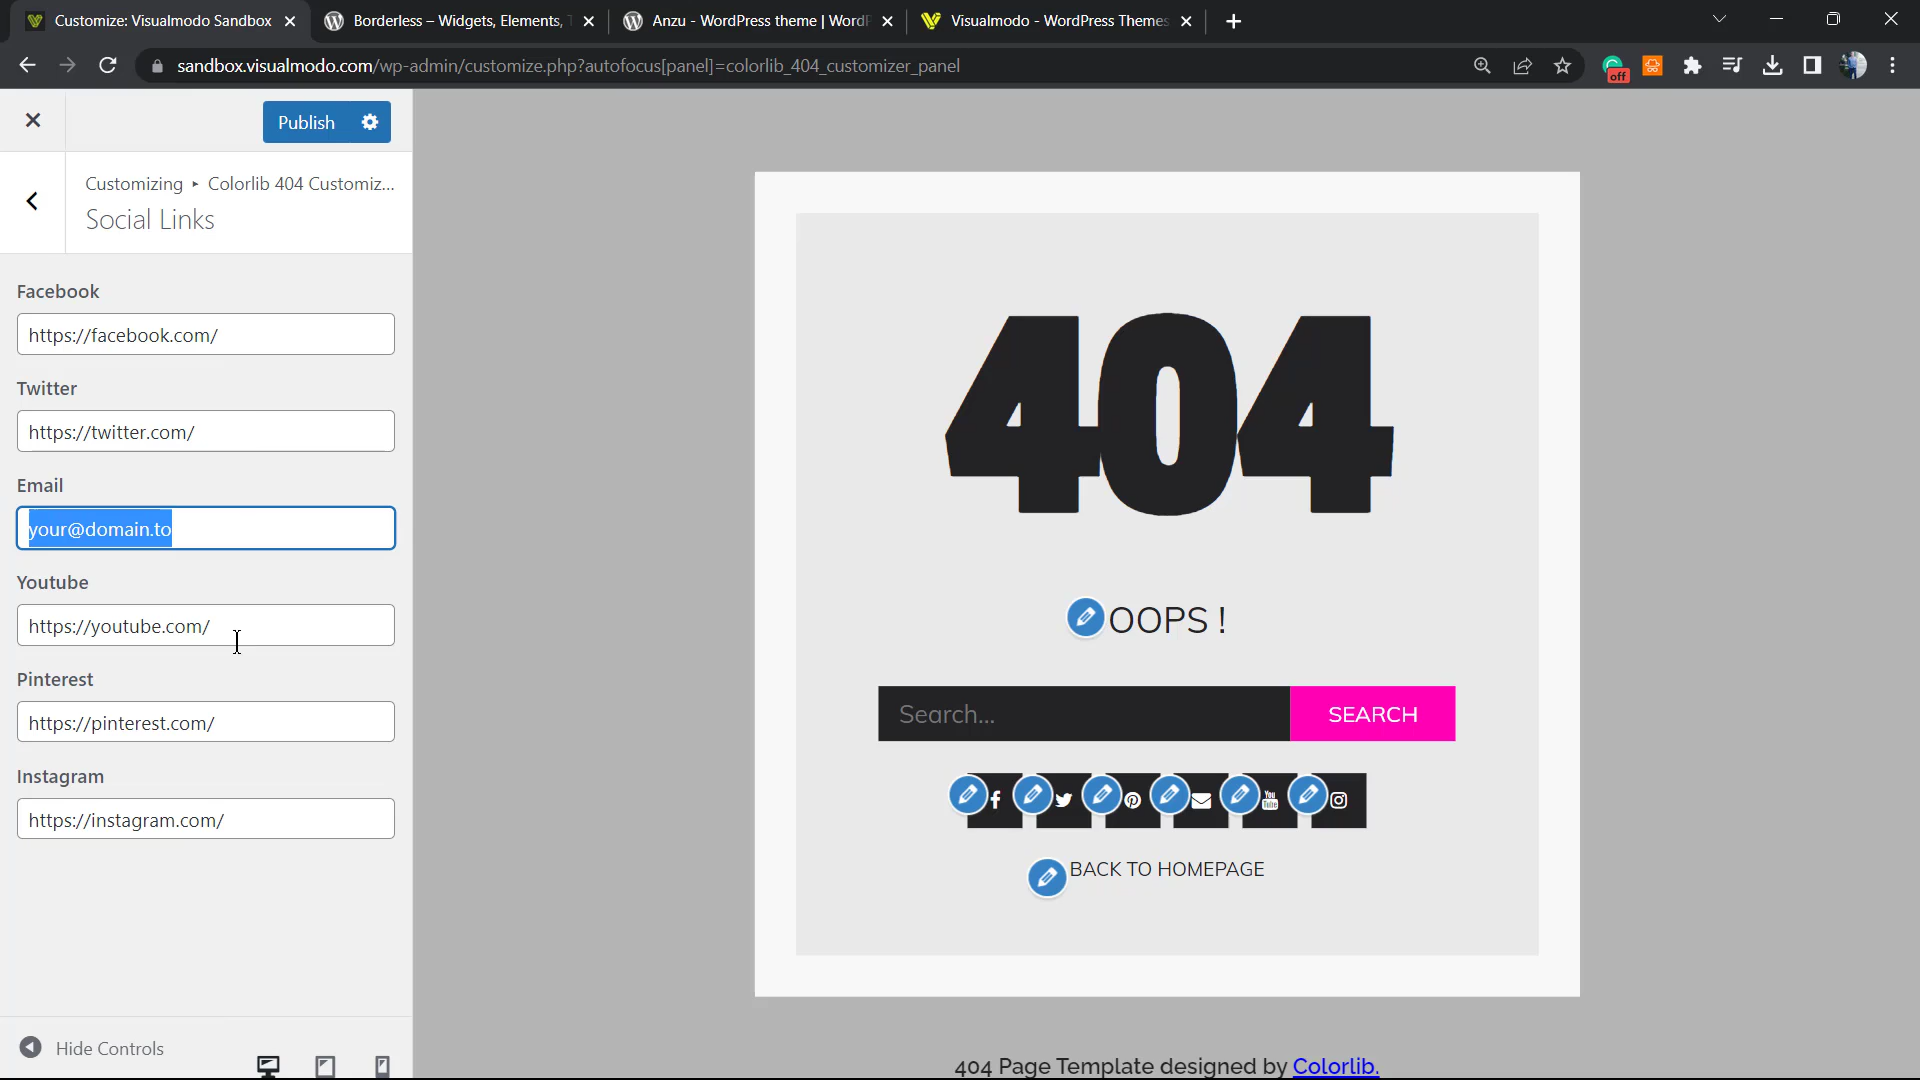 Customize: Visualmodo Sandbox
Borderless – Widgets, Elements, T
Anzu - WordPress theme | WordP
Visualmodo - WordPress Themes
sandbox.visualmodo.com/wp-admin/customize.php?autofocus[panel]=colorlib_404_customizer_panel
off
Publish
Customizing ▸ Colorlib 404 Customiz...
Social Links
Facebook
https://facebook.com/
Twitter
https://twitter.com/
Email
your@domain.to
Youtube
https://youtube.com/
Pinterest
https://pinterest.com/
Instagram
https://instagram.com/
Hide Controls
404
OOPS !
Search...
SEARCH
You
Tube
BACK TO HOMEPAGE
404 Page Template designed by Colorlib.